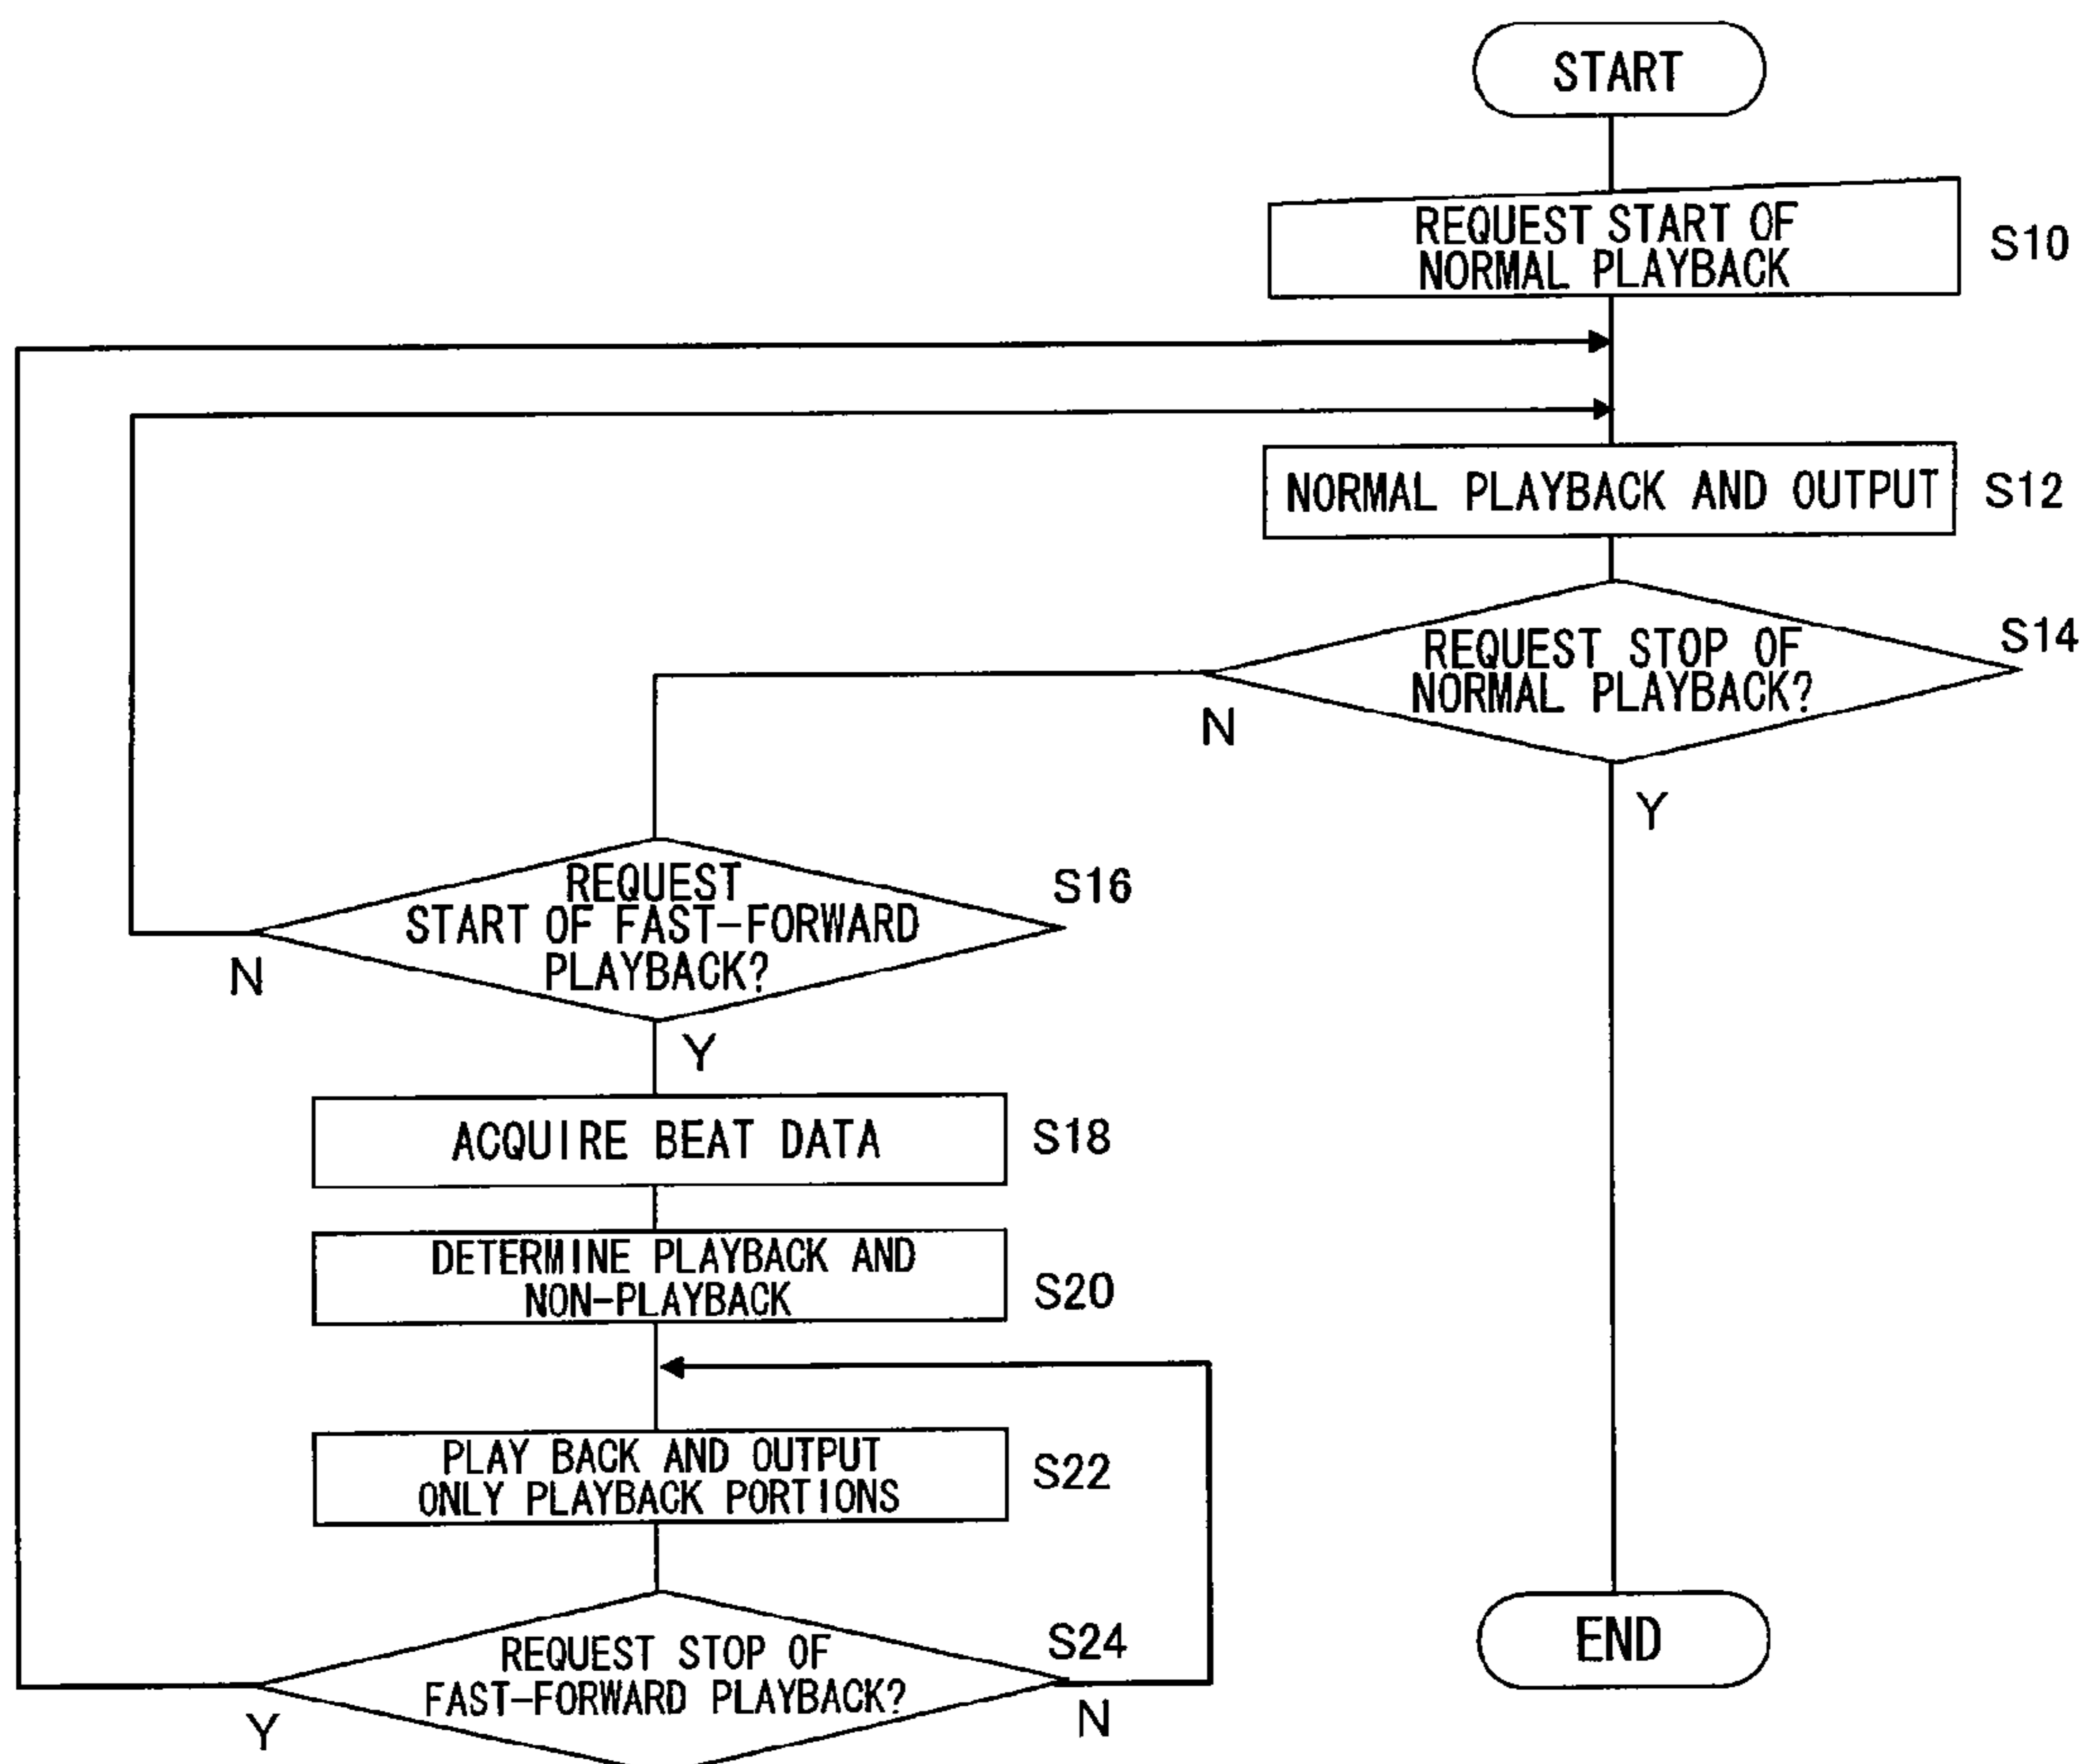 START
REQUEST START OF
NORMAL PLAYBACK
S10
NORMAL PLAYBACK AND OUTPUT
S12
REQUEST STOP OF
NORMAL PLAYBACK?
S14
N
Y
REQUEST
START OF FAST-FORWARD
PLAYBACK?
S16
N
Y
ACQUIRE BEAT DATA
S18
DETERMINE PLAYBACK AND
NON-PLAYBACK
S20
PLAY BACK AND OUTPUT
ONLY PLAYBACK PORTIONS
S22
REQUEST STOP OF
FAST-FORWARD PLAYBACK?
S24
Y
N
END